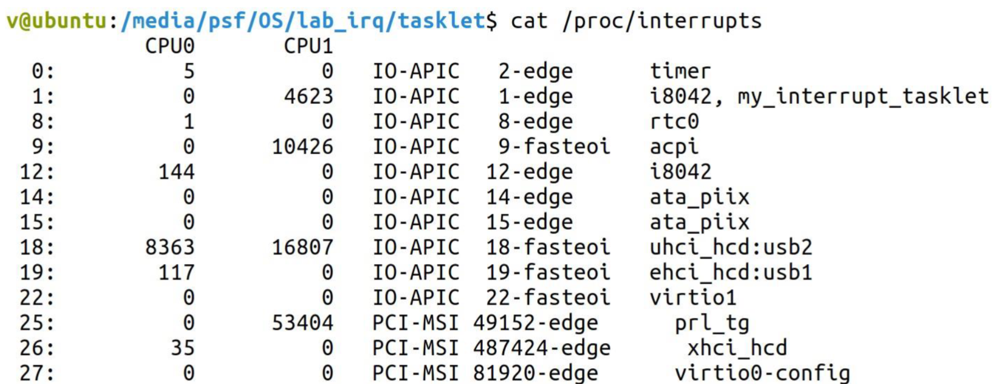 v@ubuntu:/media/psf/OS/lab_irq/tasklet$ cat /proc/interrupts
           CPU0       CPU1
  0:          5          0   IO-APIC   2-edge      timer
  1:          0       4623   IO-APIC   1-edge      i8042, my_interrupt_tasklet
  8:          1          0   IO-APIC   8-edge      rtc0
  9:          0      10426   IO-APIC   9-fasteoi   acpi
 12:        144          0   IO-APIC  12-edge      i8042
 14:          0          0   IO-APIC  14-edge      ata_piix
 15:          0          0   IO-APIC  15-edge      ata_piix
 18:       8363      16807   IO-APIC  18-fasteoi   uhci_hcd:usb2
 19:        117          0   IO-APIC  19-fasteoi   ehci_hcd:usb1
 22:          0          0   IO-APIC  22-fasteoi   virtio1
 25:          0      53404   PCI-MSI 49152-edge      prl_tg
 26:         35          0   PCI-MSI 487424-edge      xhci_hcd
 27:          0          0   PCI-MSI 81920-edge      virtio0-config